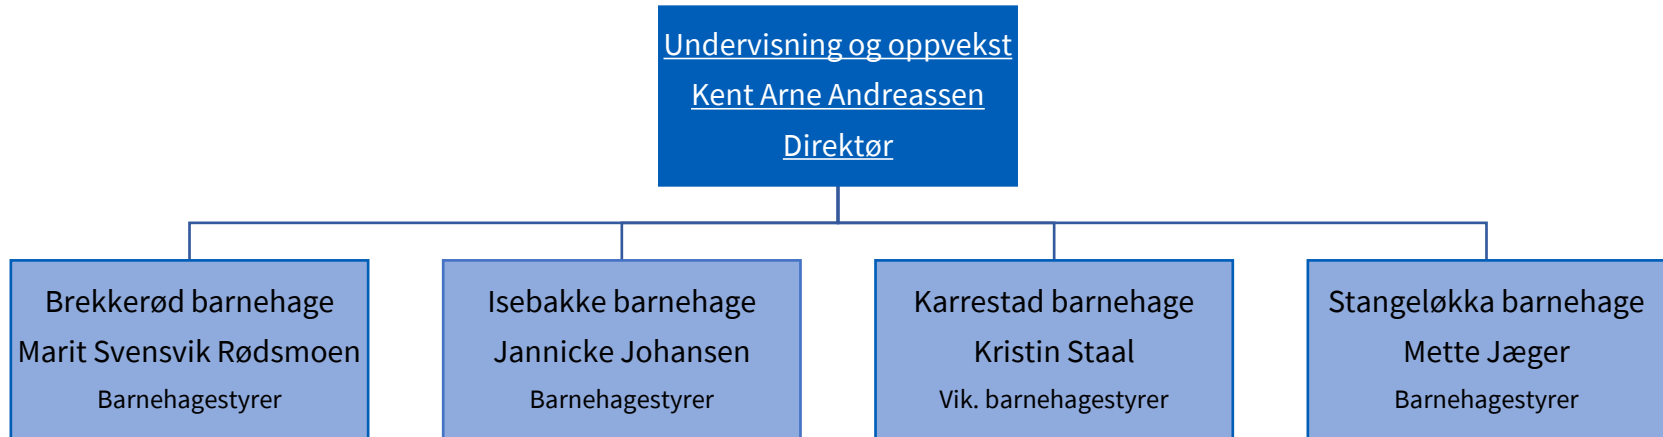 Undervisning og oppvekst
Kent Arne Andreassen
Direktør
Brekkerød barnehage
Marit Svensvik Rødsmoen
Barnehagestyrer
Isebakke barnehage
Jannicke Johansen
Barnehagestyrer
Karrestad barnehage
Kristin Staal
Vik. barnehagestyrer
Stangeløkka barnehage
Mette Jæger
Barnehagestyrer